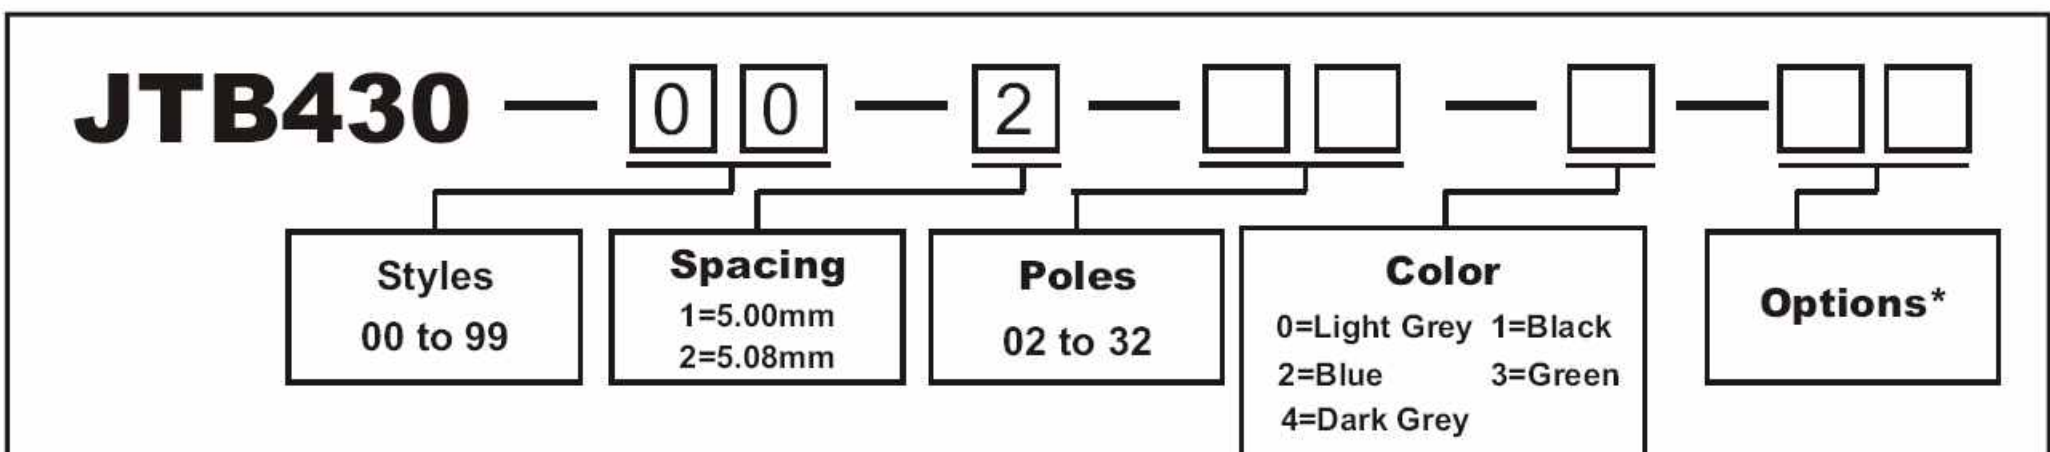 JTB430 — 0 0 — 2 — — —
Styles
00 to 99
Spacing
1=5.00mm
2=5.08mm
Poles
02 to 32
Color
0=Light Grey 1=Black
2=Blue 3=Green
4=Dark Grey
Options*